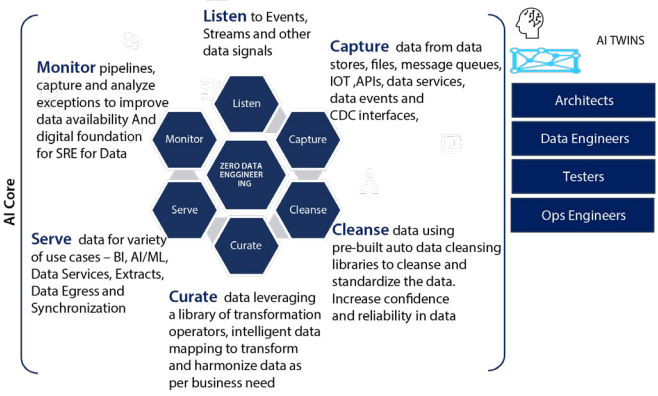 Listen to Events,
Streams and other
data signals
Capture data from data
stores, files, message queues,
IOT ,APIs, data services,
data events and
CDC interfaces,
Monitor pipelines,
capture and analyze
exceptions to improve
data availability And
digital foundation
for SRE for Data
Listen
Monitor
Capture
ZERO DATA
ENGGINEER
ING
Serve
Cleanse
Curate
AI Core
Serve data for variety
of use cases – BI, AI/ML,
Data Services, Extracts,
Data Egress and
Synchronization
Cleanse data using
pre-built auto data cleansing
libraries to cleanse and
standardize the data.
Increase confidence
and reliability in data
Curate data leveraging
a library of transformation
operators, intelligent data
mapping to transform
and harmonize data as
per business need
AI TWINS
Architects
Data Engineers
Testers
Ops Engineers